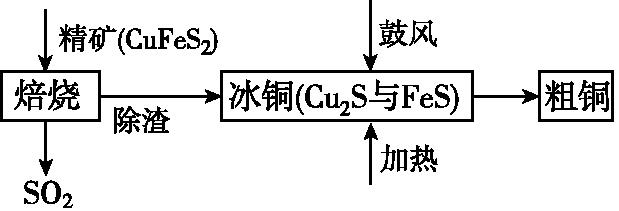 精矿(CuFeS₂)
鼓风
焙烧
除渣
冰铜(Cu₂S与FeS)
粗铜
加热
SO₂